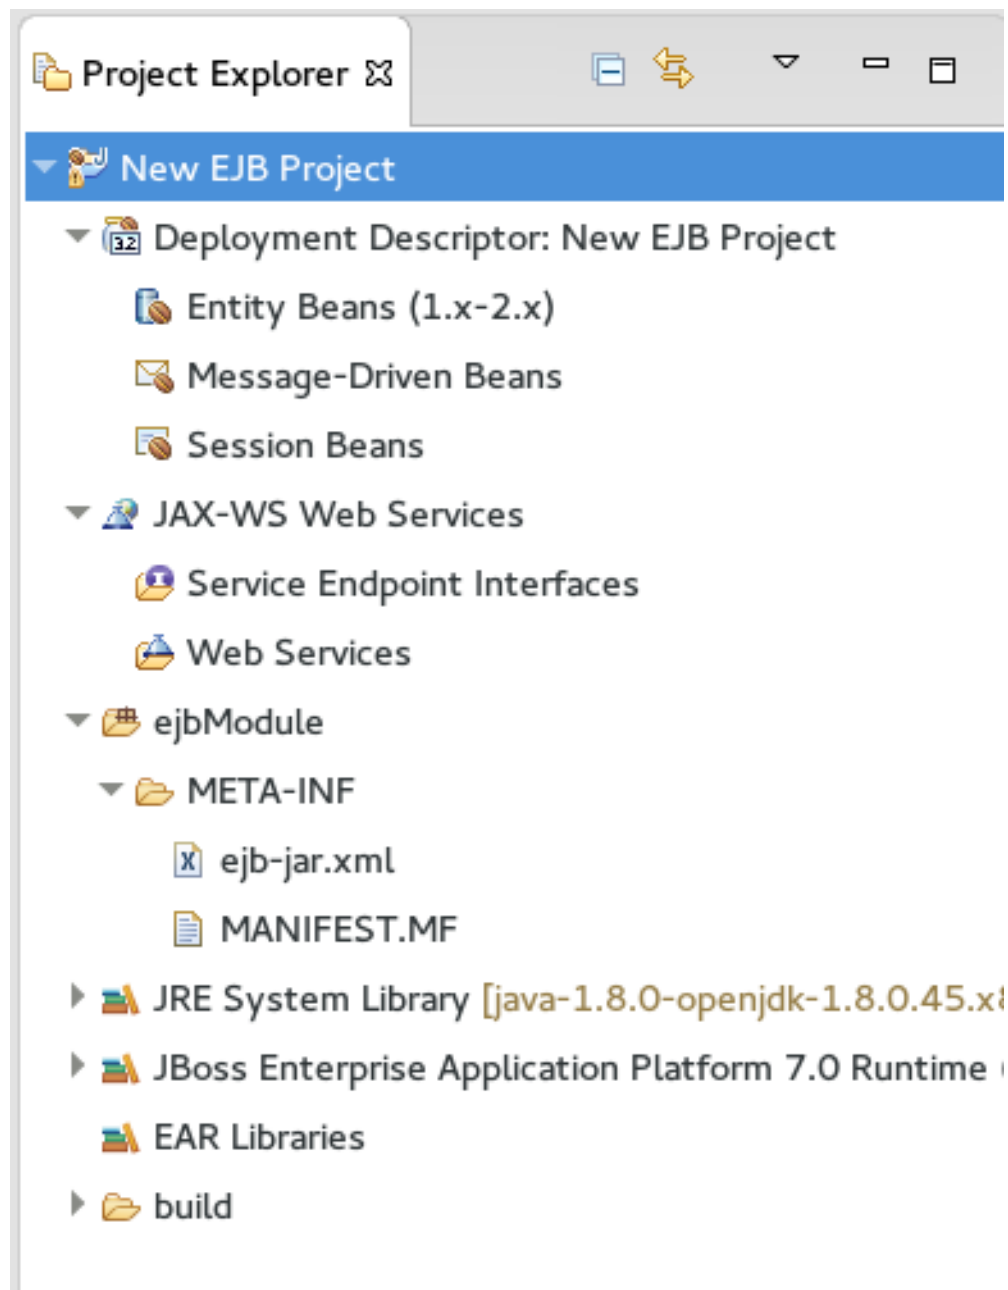 Project Explorer
New EJB Project
Deployment Descriptor: New EJB Project
Entity Beans (1.x-2.x)
Message-Driven Beans
Session Beans
JAX-WS Web Services
Service Endpoint Interfaces
Web Services
ejbModule
META-INF
ejb-jar.xml
MANIFEST.MF
JRE System Library [java-1.8.0-openjdk-1.8.0.45.x
JBoss Enterprise Application Platform 7.0 Runtime
EAR Libraries
build